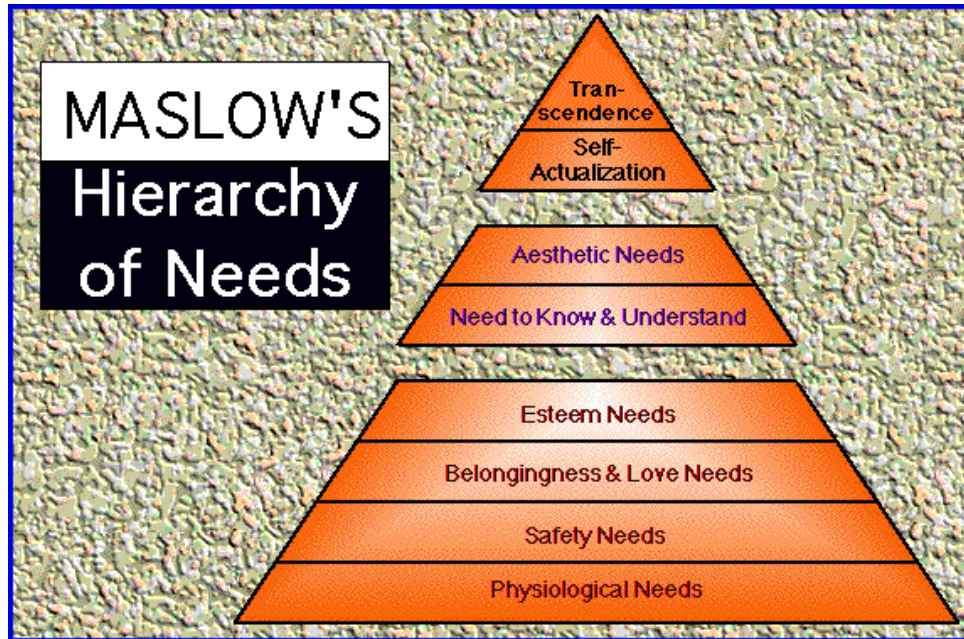 MASLOW'S
Hierarchy
of Needs
Tran-
scendence
Self-
Actualization
Aesthetic Needs
Need to Know & Understand
Esteem Needs
Belongingness & Love Needs
Safety Needs
Physiological Needs